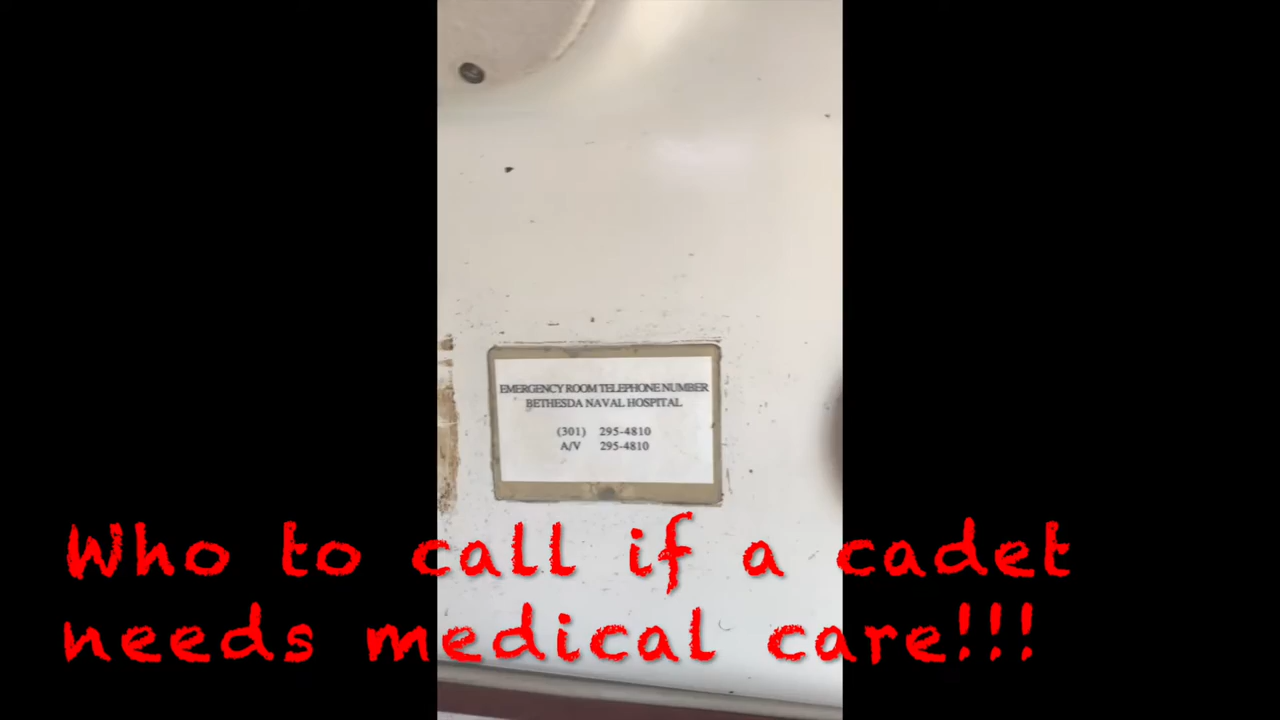 EMERGENCY ROOM TELEPHONE NUMBER
BETHESDA NAVAL HOSPITAL
(301) 295-4810
A/V 295-4810
Who to call if a cadet
needs medical care!!!